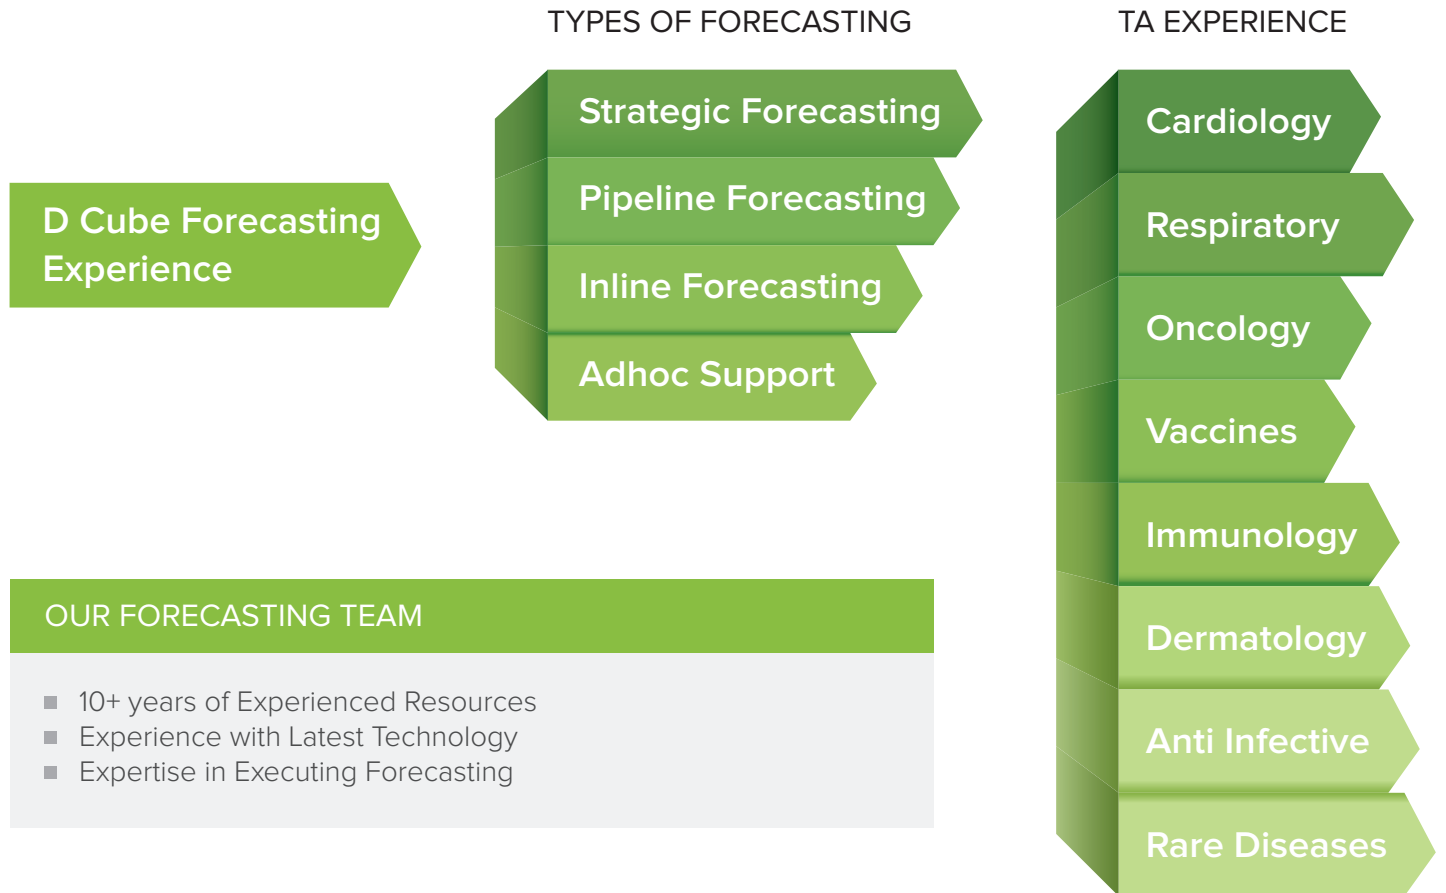 TYPES OF FORECASTING
TA EXPERIENCE
D Cube Forecasting
Experience
Strategic Forecasting
Pipeline Forecasting
Inline Forecasting
Adhoc Support
Cardiology
Respiratory
Oncology
Vaccines
Immunology
Dermatology
Anti Infective
Rare Diseases
OUR FORECASTING TEAM
10+ years of Experienced Resources
Experience with Latest Technology
Expertise in Executing Forecasting